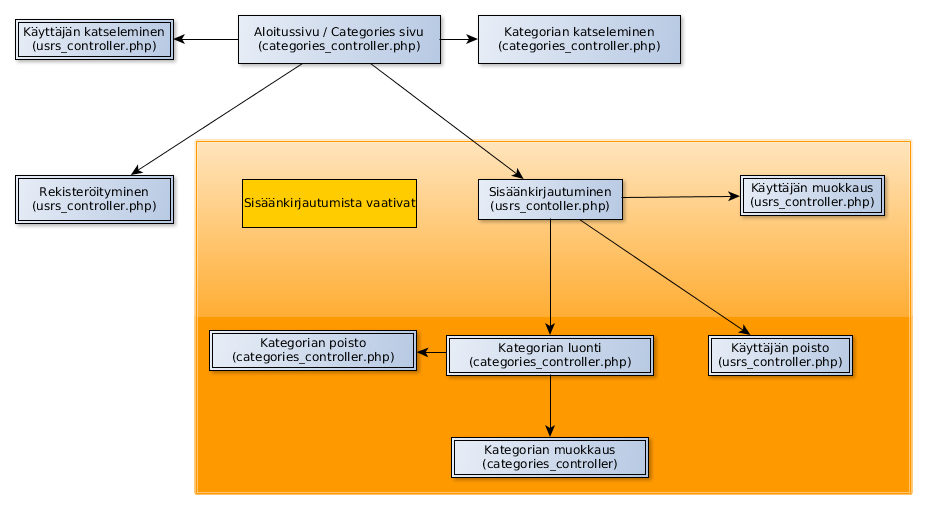 Käyttäjän katseleminen
(usrs_controller.php)
Aloitussivu / Categories sivu
(categories_controller.php)
Kategorian katseleminen
(categories_controller.php)
Rekisteröityminen
(usrs_controller.php)
Sisäänkirjautumista vaativat
Sisäänkirjautuminen
(usrs_contoller.php)
Käyttäjän muokkaus
(usrs_controller.php)
Kategorian poisto
(categories_controller.php)
Kategorian luonti
(categories_controller.php)
Käyttäjän poisto
(usrs_controller.php)
Kategorian muokkaus
(categories_controller)